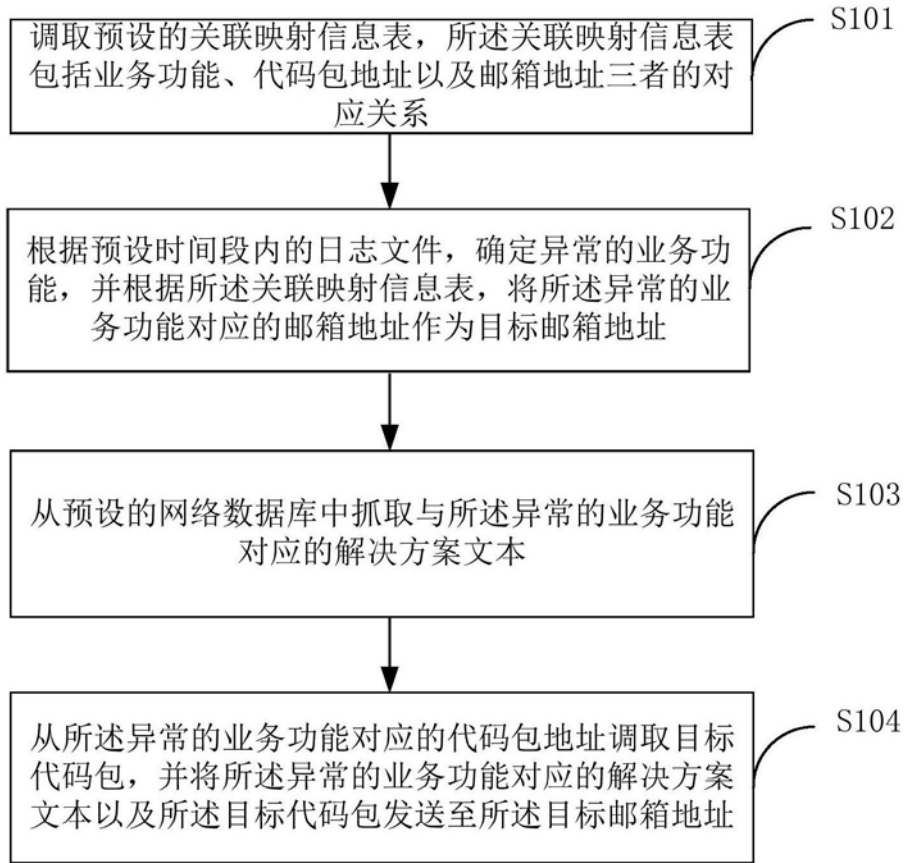 调取预设的关联映射信息表，所述关联映射信息表
包括业务功能、代码包地址以及邮箱地址三者的对
应关系
S101
根据预设时间段内的日志文件，确定异常的业务功
能，并根据所述关联映射信息表，将所述异常的业
务功能对应的邮箱地址作为目标邮箱地址
S102
从预设的网络数据库中抓取与所述异常的业务功能
对应的解决方案文本
S103
从所述异常的业务功能对应的代码包地址调取目标
代码包，并将所述异常的业务功能对应的解决方案
文本以及所述目标代码包发送至所述目标邮箱地址
S104